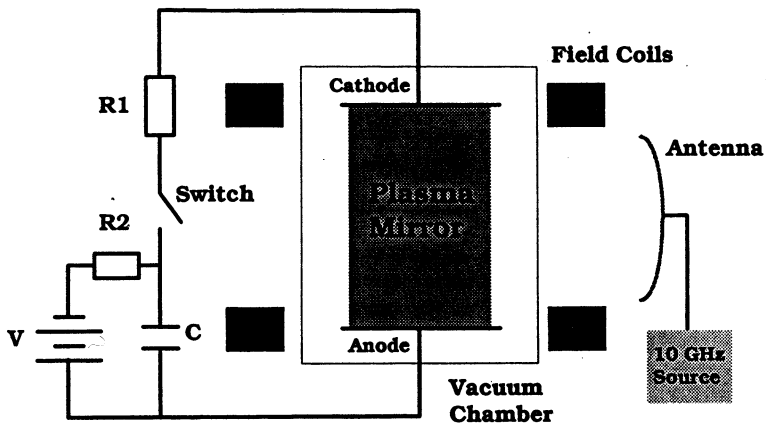 Field Coils
Cathode
R1
Antenna
Switch
Plasma
Mirror
R2
V
C
Anode
10 GHz
Source
Vacuum
Chamber